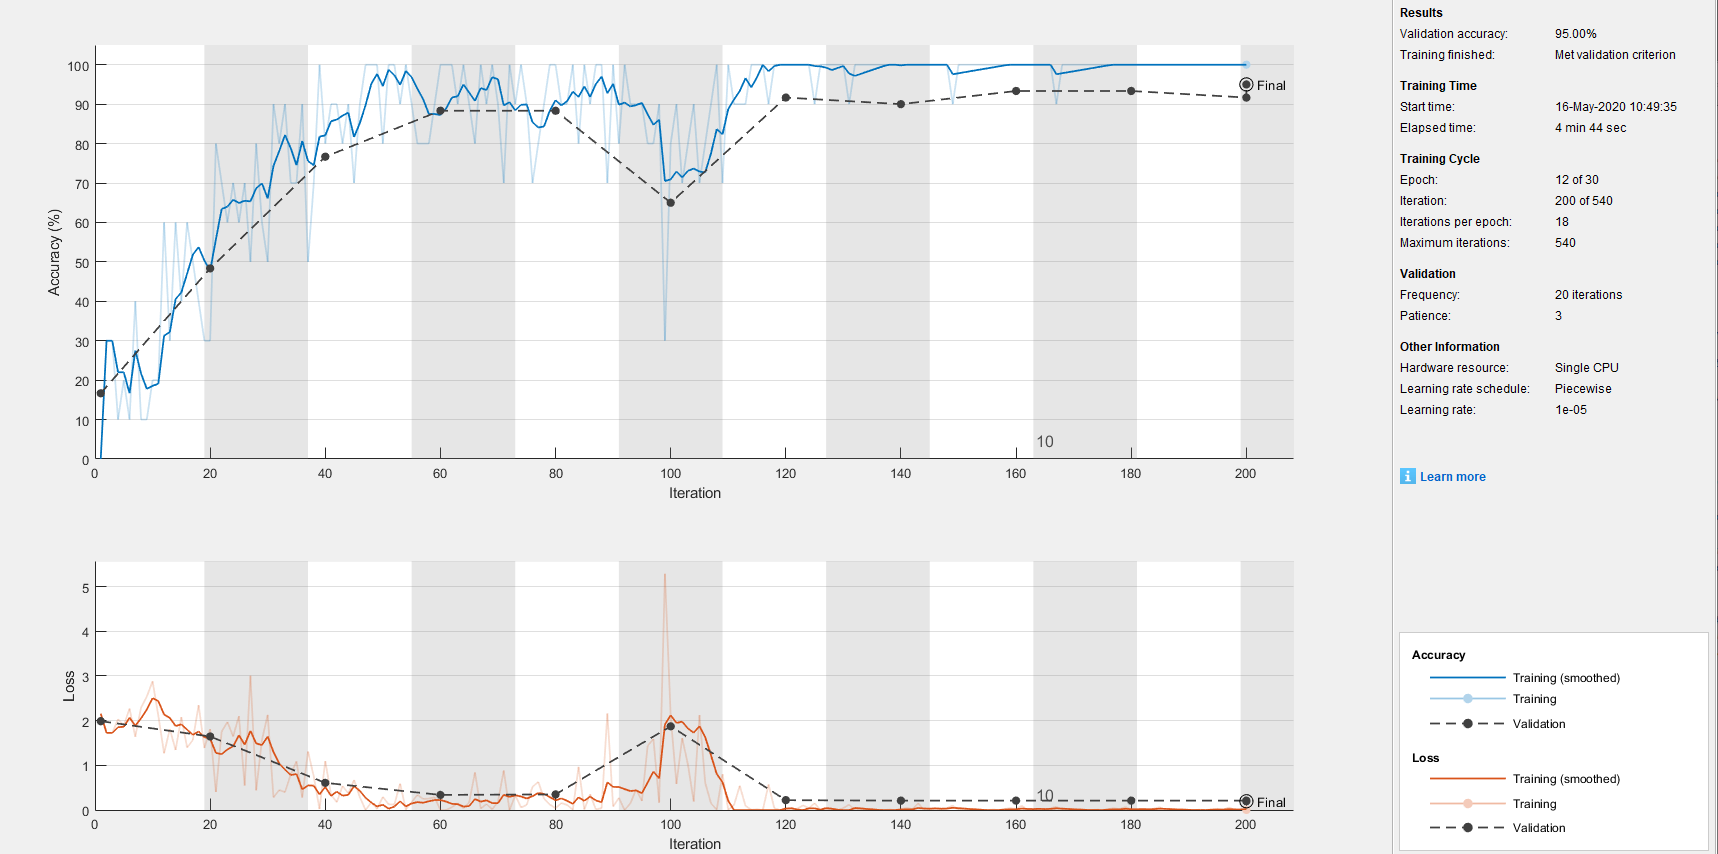 100
90
80
70
60
50
40
30
20
10
0
Accuracy (%)
Final
10
0 20 40 60 80 100 120 140 160 180 200
Iteration
5
4
3
2
1
0
Loss
10
Final
0 20 40 60 80 100 120 140 160 180 200
Iteration
Results
Validation accuracy: 95.00%
Training finished: Met validation criterion
Training Time
Start time: 16-May-2020 10:49:35
Elapsed time: 4 min 44 sec
Training Cycle
Epoch: 12 of 30
Iteration: 200 of 540
Iterations per epoch: 18
Maximum iterations: 540
Validation
Frequency: 20 iterations
Patience: 3
Other Information
Hardware resource: Single CPU
Learning rate schedule: Piecewise
Learning rate: 1e-05
i Learn more
Accuracy
Training (smoothed)
Training
Validation
Loss
Training (smoothed)
Training
Validation